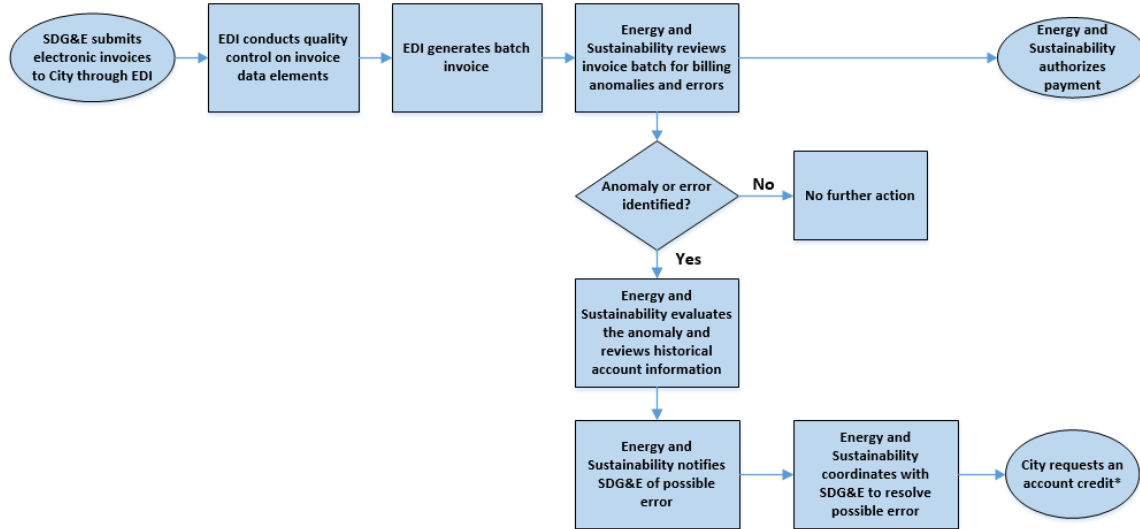 SDG&E submits
electronic invoices
to City through EDI
EDI conducts quality
control on invoice
data elements
EDI generates batch
invoice
Energy and
Sustainability reviews
invoice batch for billing
anomalies and errors
Energy and
Sustainability
authorizes
payment
Anomaly or error
identified?
No
No further action
Yes
Energy and
Sustainability evaluates
the anomaly and
reviews historical
account information
Energy and
Sustainability notifies
SDG&E of possible
error
Energy and
Sustainability
coordinates with
SDG&E to resolve
possible error
City requests an
account credit*